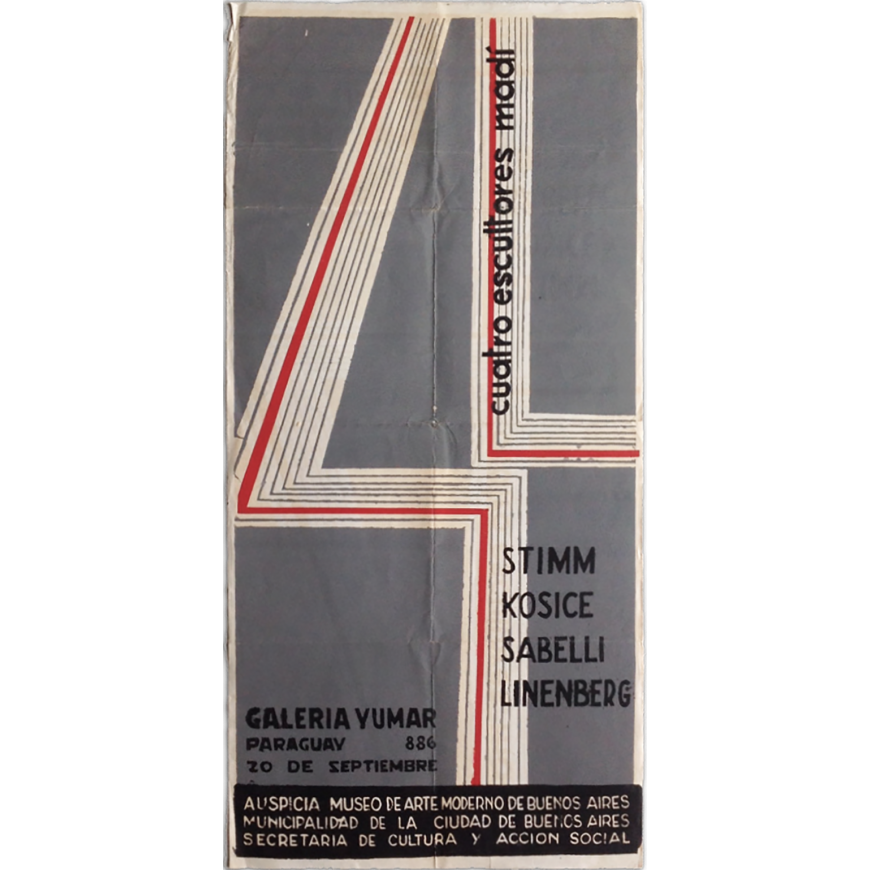 4
cuatro escultores madí
STIMM
KOSICE
SABELLI
LINENBERG
GALERIA YUMAR
PARAGUAY 886
20 DE SEPTIEMBRE
AUSPICIA MUSEO DE ARTE MODERNO DE BUENOS AIRES
MUNICIPALIDAD DE LA CIUDAD DE BUENOS AIRES
SECRETARIA DE CULTURA Y ACCION SOCIAL